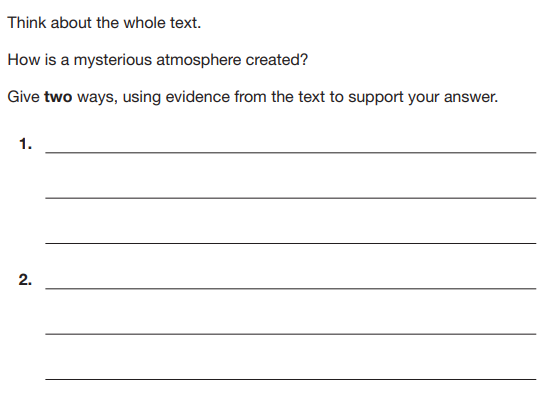 Think about the whole text.
How is a mysterious atmosphere created?
Give two ways, using evidence from the text to support your answer.
1.
2.